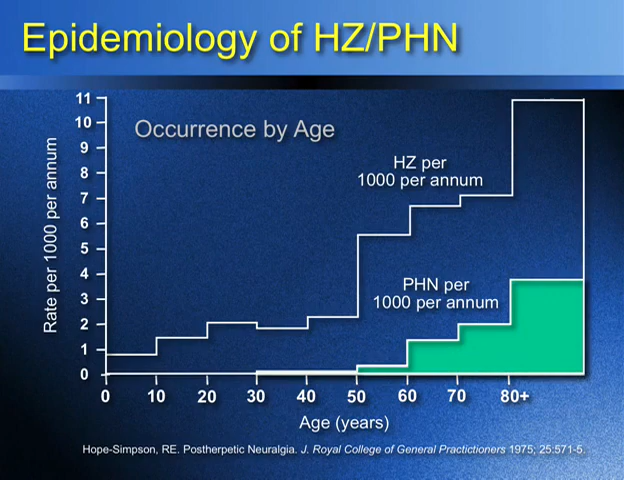 Epidemiology of HZ/PHN
Occurrence by Age
Rate per 1000 per annum
11
10
9
8
7
6
5
4
3
2
1
0
HZ per
1000 per annum
PHN per
1000 per annum
0 10 20 30 40 50 60 70 80+
Age (years)
Hope-Simpson, RE. Postherpetic Neuralgia. J. Royal College of General Practictioners 1975; 25:571-5.